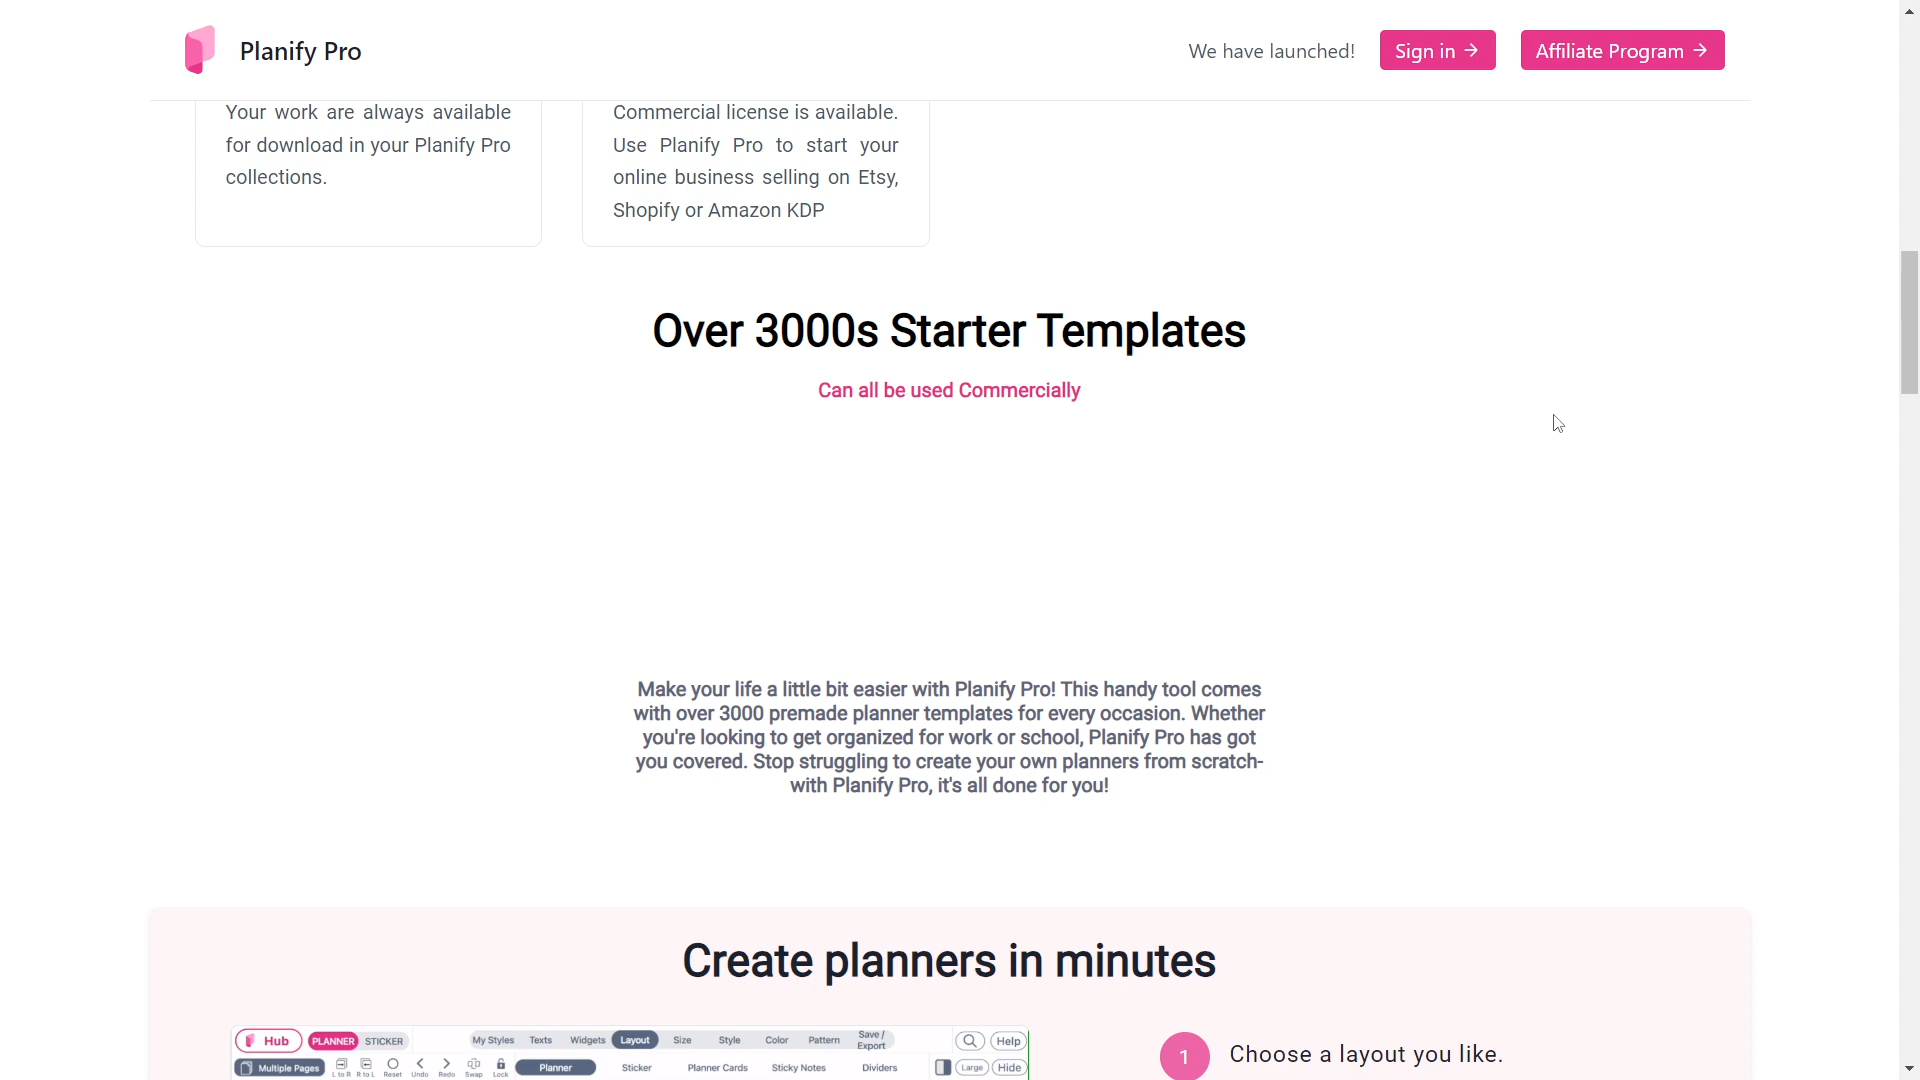 Planify Pro
We have launched!
Sign in →
Affiliate Program →
Your work are always available
for download in your Planify Pro
collections.
Commercial license is available.
Use Planify Pro to start your
online business selling on Etsy,
Shopify or Amazon KDP
Over 3000s Starter Templates
Can all be used Commercially
Make your life a little bit easier with Planify Pro! This handy tool comes
with over 3000 premade planner templates for every occasion. Whether
you're looking to get organized for work or school, Planify Pro has got
you covered. Stop struggling to create your own planners from scratch-
with Planify Pro, it's all done for you!
Create planners in minutes
Hub PLANNER STICKER My Styles Texts Widgets Layout Size Style Color Pattern Save / Export Help
Multiple Pages L to R R to L Reset Undo Redo Swap Lock Planner Sticker Planner Cards Sticky Notes Dividers Large Hide
1 Choose a layout you like.